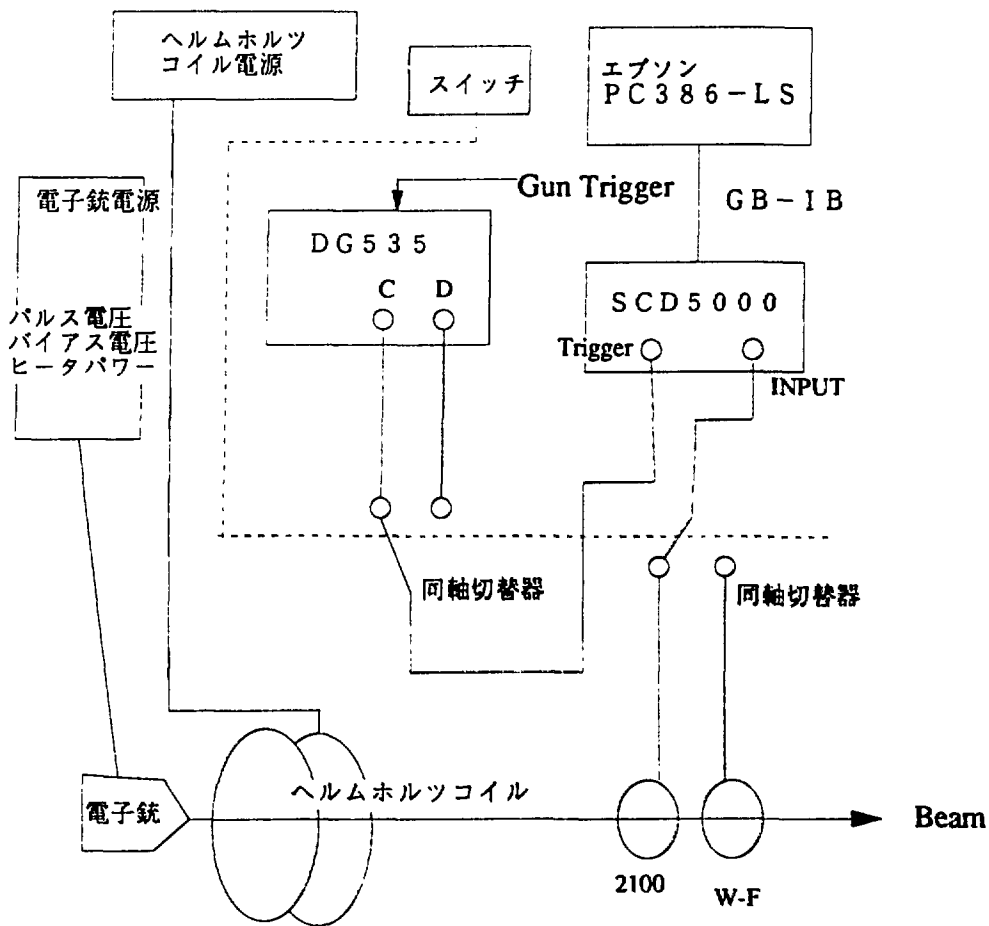 ヘルムホルツ
コイル電源
スイッチ
エプソン
PC386-LS
電子銃電源
Gun Trigger
GB-IB
DG535
C D
SCD5000
パルス電圧
バイアス電圧
ヒータパワー
Trigger
INPUT
同軸切替器
同軸切替器
ヘルムホルツコイル
電子銃
Beam
2100
W-F